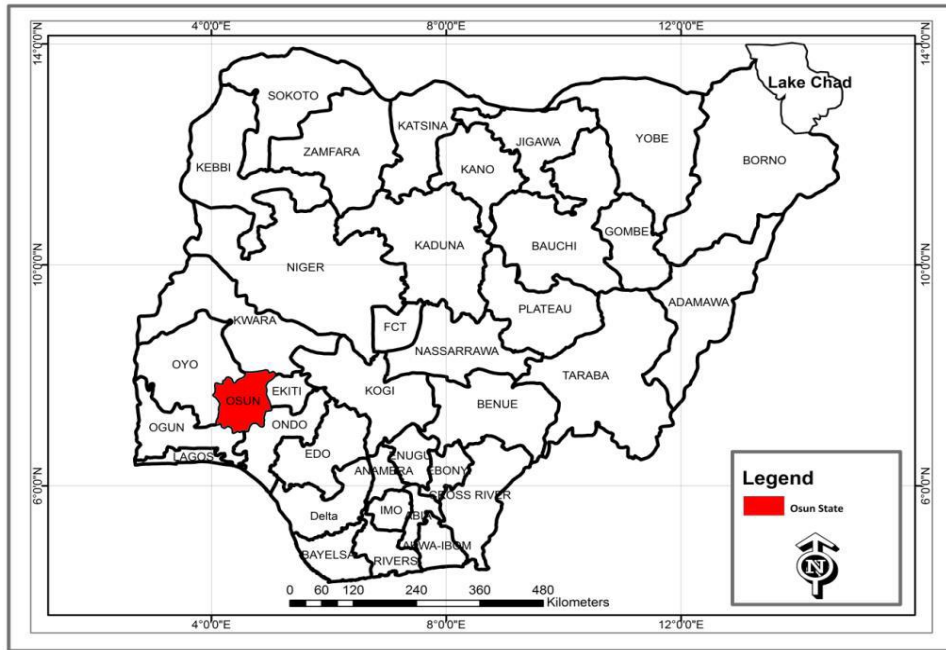 4°0'0"E 8°0'0"E 12°0'0"E
14°0'0"N 14°0'0"N
Lake Chad
SOKOTO
KATSINA
YOBE
JIGAWA
ZAMFARA
BORNO
KEBBI
KANO
GOMBE
KADUNA
BAUCHI
10°0'0"N 10°0'0"N
NIGER
ADAMAWA
PLATEAU
KWARA
FCT
NASSARRAWA
OYO
TARABA
KOGI
EKITI
OSUN
BENUE
OGUN
ONDO
LAGOS
EDO
ENUGU
ANAMBRA
EBONY
6°0'0"N 6°0'0"N
CROSS RIVER
IMO
ABIA
Delta
AKWA-IBOM
BAYELSA
RIVERS
Legend
Osun State
N
0 60 120 240 360 480
Kilometers
4°0'0"E 8°0'0"E 12°0'0"E